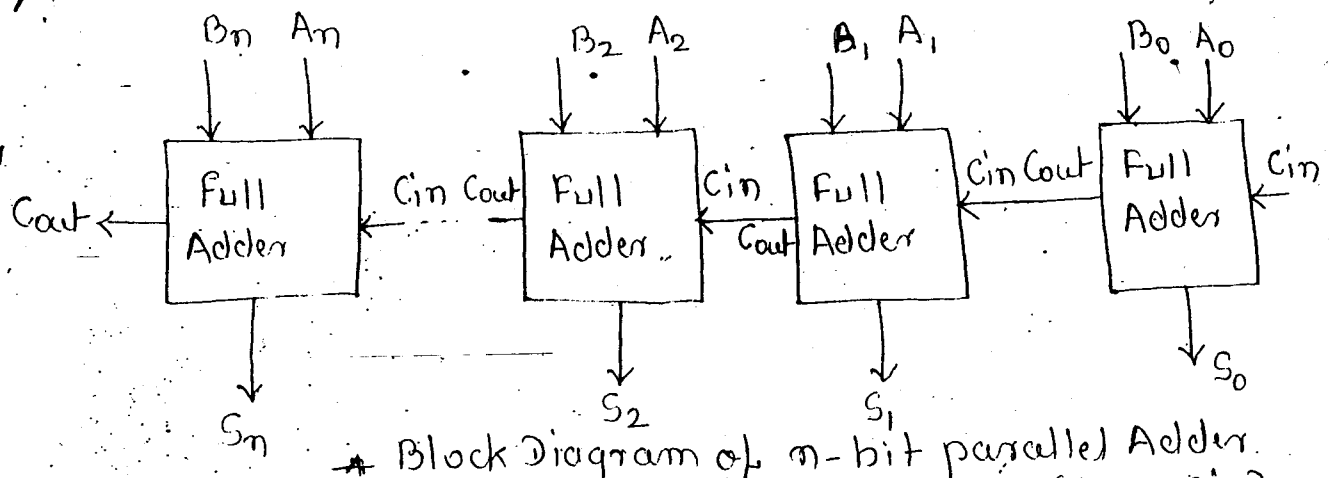 Bn An B2 A2 B1 A1 B0 A0
Full Adder Full Adder Full Adder Full Adder
Cout Cin Cout Cin Cout Cin Cout Cin
Sn S2 S1 S0
* Block Diagram of n-bit parallel Adder.